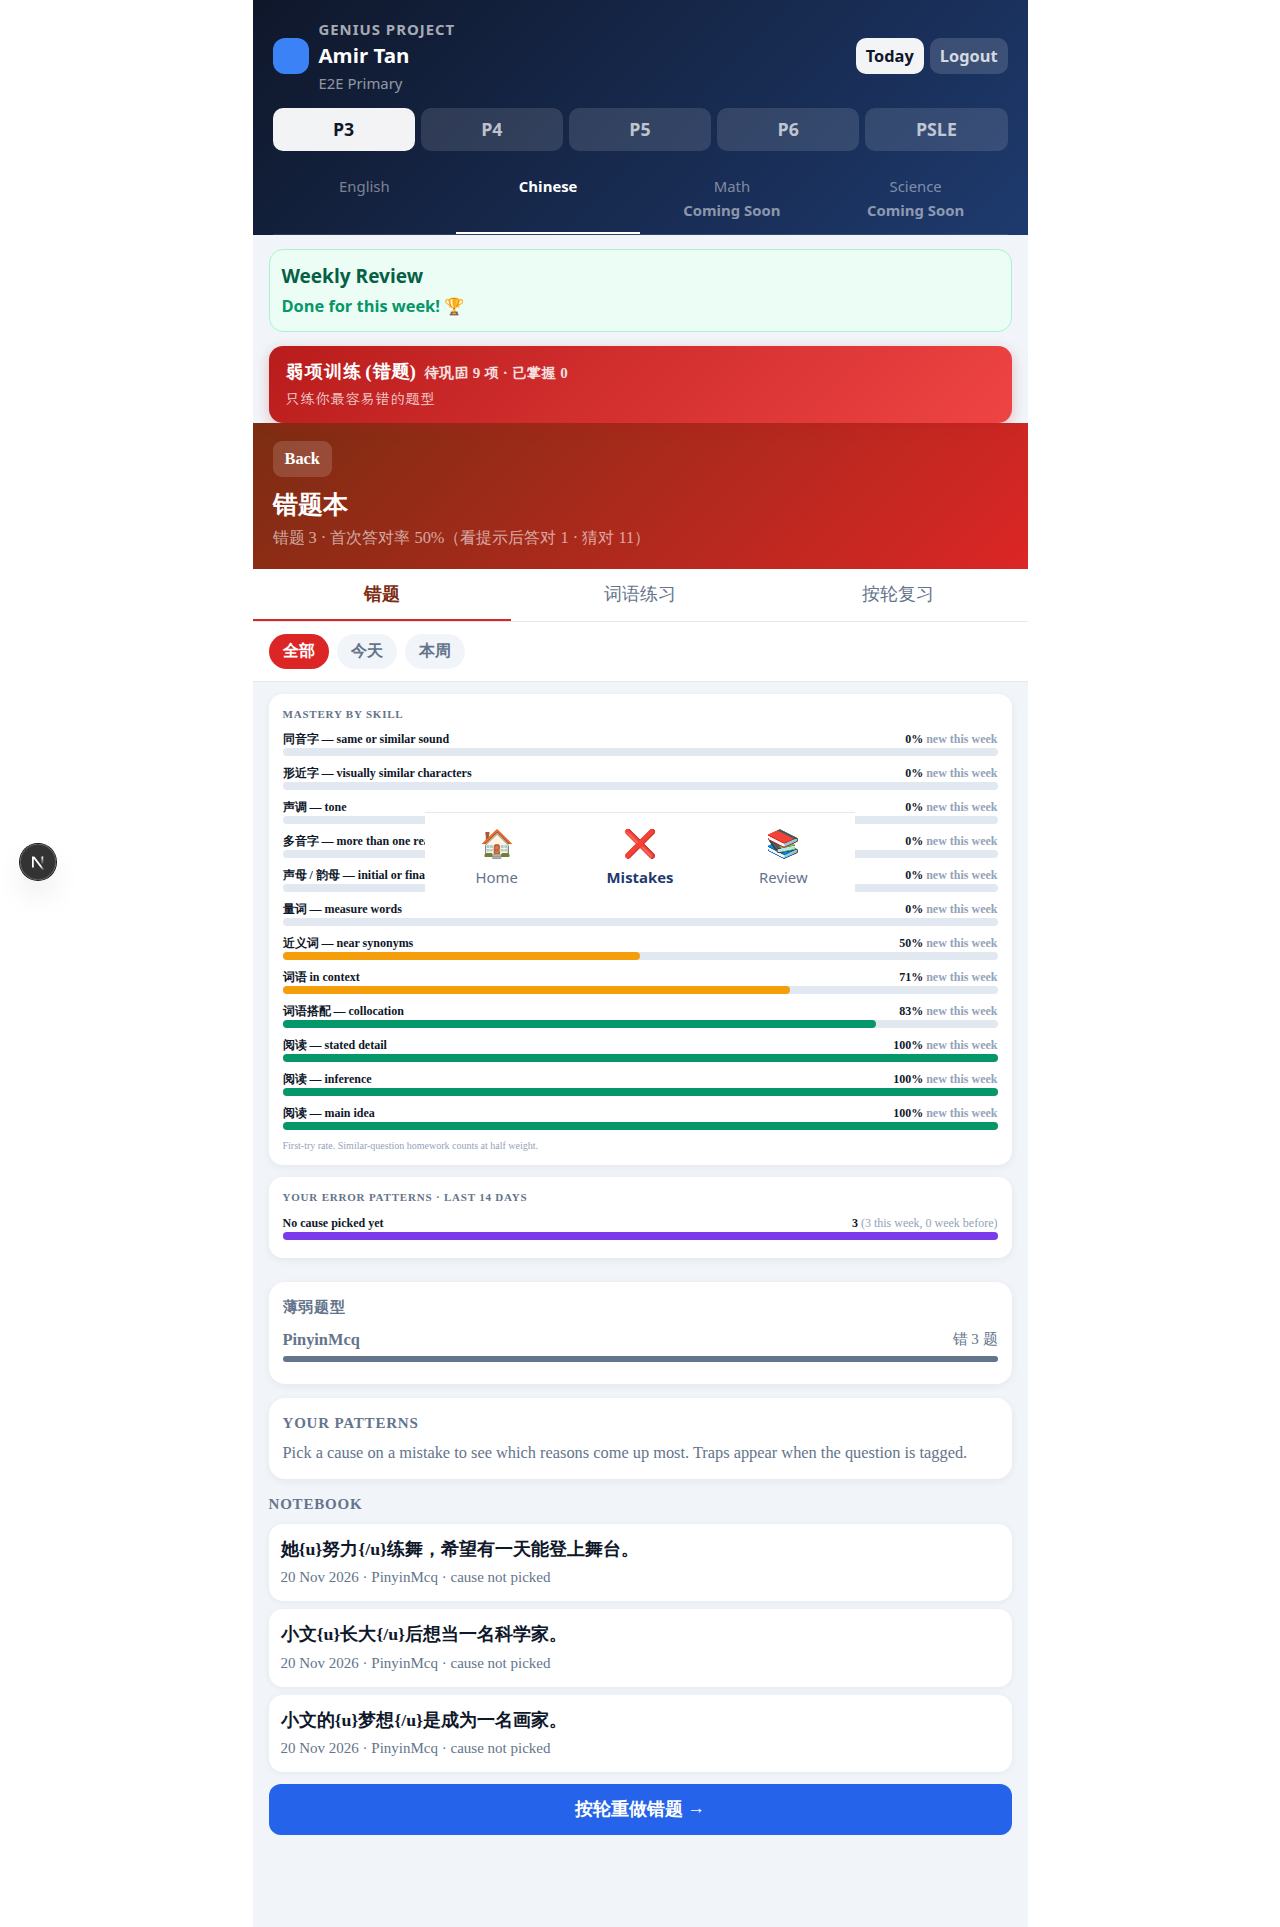 GENIUS PROJECT
Amir Tan
E2E Primary
Today
Logout
P3
P4
P5
P6
PSLE
English
Chinese
Math
Coming Soon
Science
Coming Soon
Weekly Review
Done for this week! 🏆
弱项训练 (错题) 待巩固 9 项 · 已掌握 0
只练你最容易错的题型
Back
错题本
错题 3 · 首次答对率 50%（看提示后答对 1 · 猜对 11）
错题
词语练习
按轮复习
全部
今天
本周
MASTERY BY SKILL
同音字 — same or similar sound 0% new this week
形近字 — visually similar characters 0% new this week
声调 — tone 0% new this week
多音字 — more than one 0% new this week
声母 / 韵母 — initial or 0% new this week
量词 — measure words 0% new this week
近义词 — near synonyms 50% new this week
词语 in context 71% new this week
词语搭配 — collocation 83% new this week
阅读 — stated detail 100% new this week
阅读 — inference 100% new this week
阅读 — main idea 100% new this week
First-try rate. Similar-question homework counts at half weight.
Home
Mistakes
Review
N
YOUR ERROR PATTERNS · LAST 14 DAYS
No cause picked yet 3 (3 this week, 0 week before)
薄弱题型
PinyinMcq 错 3 题
YOUR PATTERNS
Pick a cause on a mistake to see which reasons come up most. Traps appear when the question is tagged.
NOTEBOOK
她{u}努力{/u}练舞，希望有一天能登上舞台。
20 Nov 2026 · PinyinMcq · cause not picked
小文{u}长大{/u}后想当一名科学家。
20 Nov 2026 · PinyinMcq · cause not picked
小文的{u}梦想{/u}是成为一名画家。
20 Nov 2026 · PinyinMcq · cause not picked
按轮重做错题 →